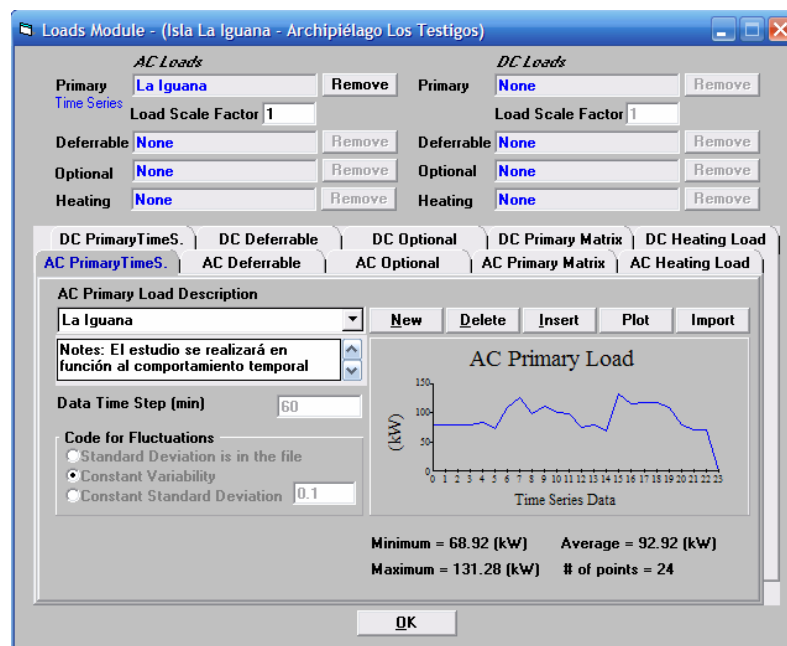 Loads Module - (Isla La Iguana - Archipiélago Los Testigos)
AC Loads
DC Loads
Primary La Iguana Remove Primary None Remove
Time Series
Load Scale Factor 1 Load Scale Factor 1
Deferrable None Remove Deferrable None Remove
Optional None Remove Optional None Remove
Heating None Remove Heating None Remove
DC PrimaryTimeS. DC Deferrable DC Optional DC Primary Matrix DC Heating Load
AC PrimaryTimeS. AC Deferrable AC Optional AC Primary Matrix AC Heating Load
AC Primary Load Description
La Iguana New Delete Insert Plot Import
Notes: El estudio se realizará en
función al comportamiento temporal
Data Time Step (min) 60
Code for Fluctuations
Standard Deviation is in the file
Constant Variability
Constant Standard Deviation 0.1
AC Primary Load
(kW)
150
100
50
0
0 1 2 3 4 5 6 7 8 9 10 11 12 13 14 15 16 17 18 19 20 21 22 23
Time Series Data
Minimum = 68.92 (kW) Average = 92.92 (kW)
Maximum = 131.28 (kW) # of points = 24
OK